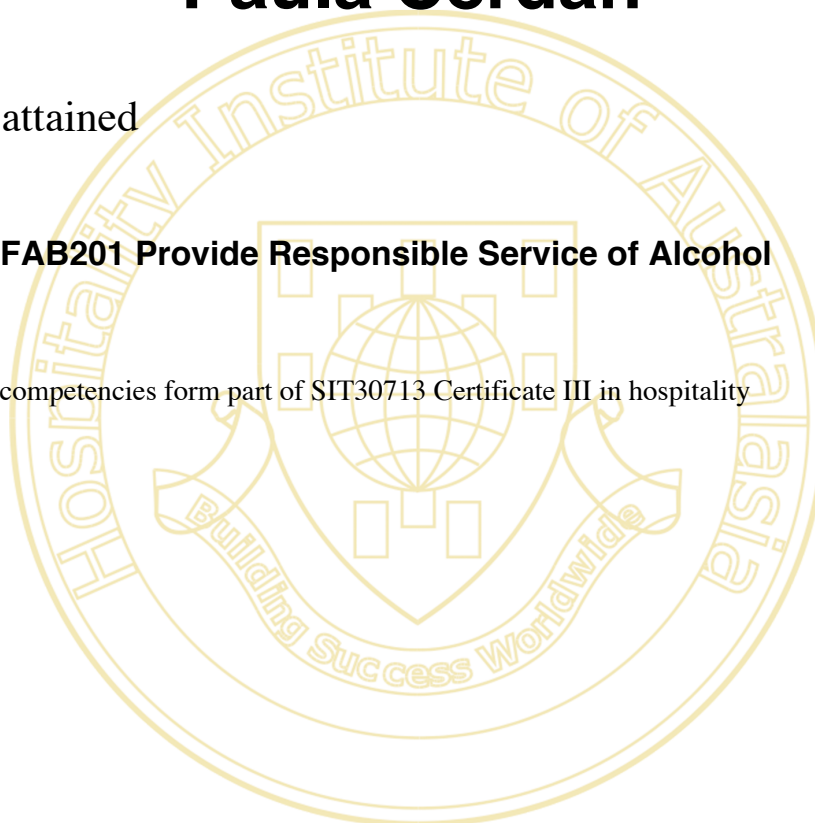 attained
FAB201 Provide Responsible Service of Alcohol
competencies form part of SIT30713 Certificate III in hospitality
Hospitality Institute of Australasia
Building Success Worldwide